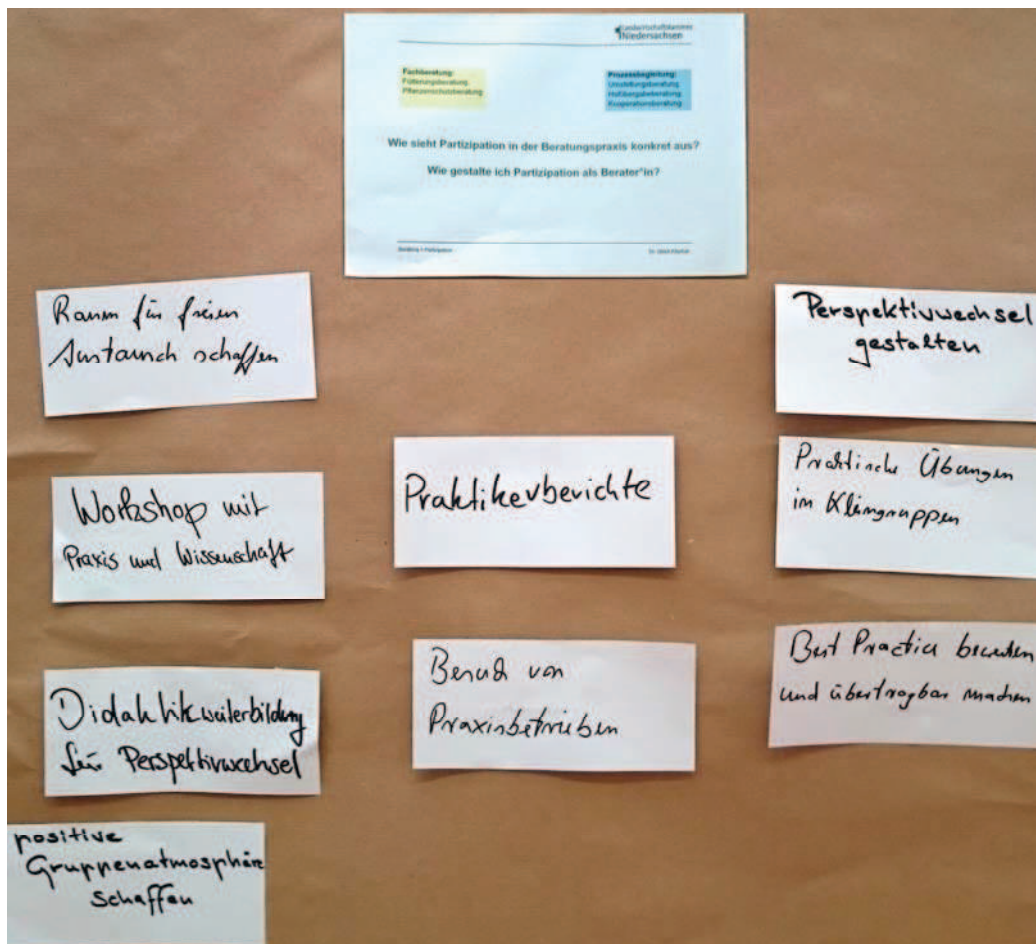 Landwirtschaftskammer
Niedersachsen
Fachberatung:
Fütterungsberatung
Pflanzenschutzberatung
Prozessbegleitung:
Umstellungsberatung
Hofübergabeberatung
Kooperationsberatung
Wie sieht Partizipation in der Beratungspraxis konkret aus?
Wie gestalte ich Partizipation als Berater*in?
Raum für freien
Austausch schaffen
Perspektivwechsel
gestalten
Workshop mit
Praxis und Wissenschaft
Praktikerberichte
Praktische Übungen
in Kleingruppen
Didaktikweiterbildung
für Perspektivwechsel
Besuch von
Praxisbetrieben
Best Practice
und übertragbar machen
positive
Gruppenatmosphäre
schaffen